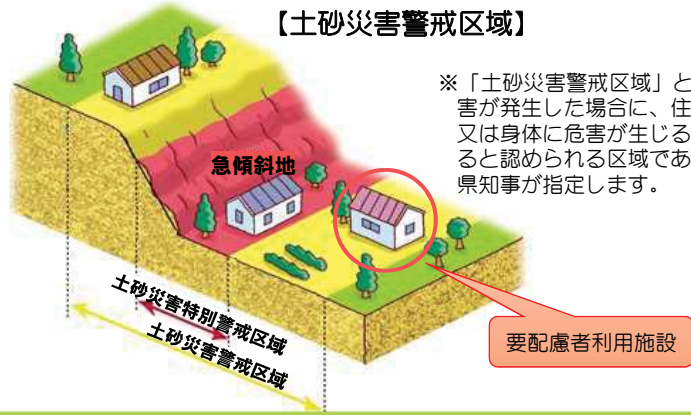 【土砂災害警戒区域】
※「土砂災害警戒区域」と
害が発生した場合に、住
又は身体に危害が生じる
ると認められる区域であ
県知事が指定します。
急傾斜地
土砂災害特別警戒区域
土砂災害警戒区域
要配慮者利用施設